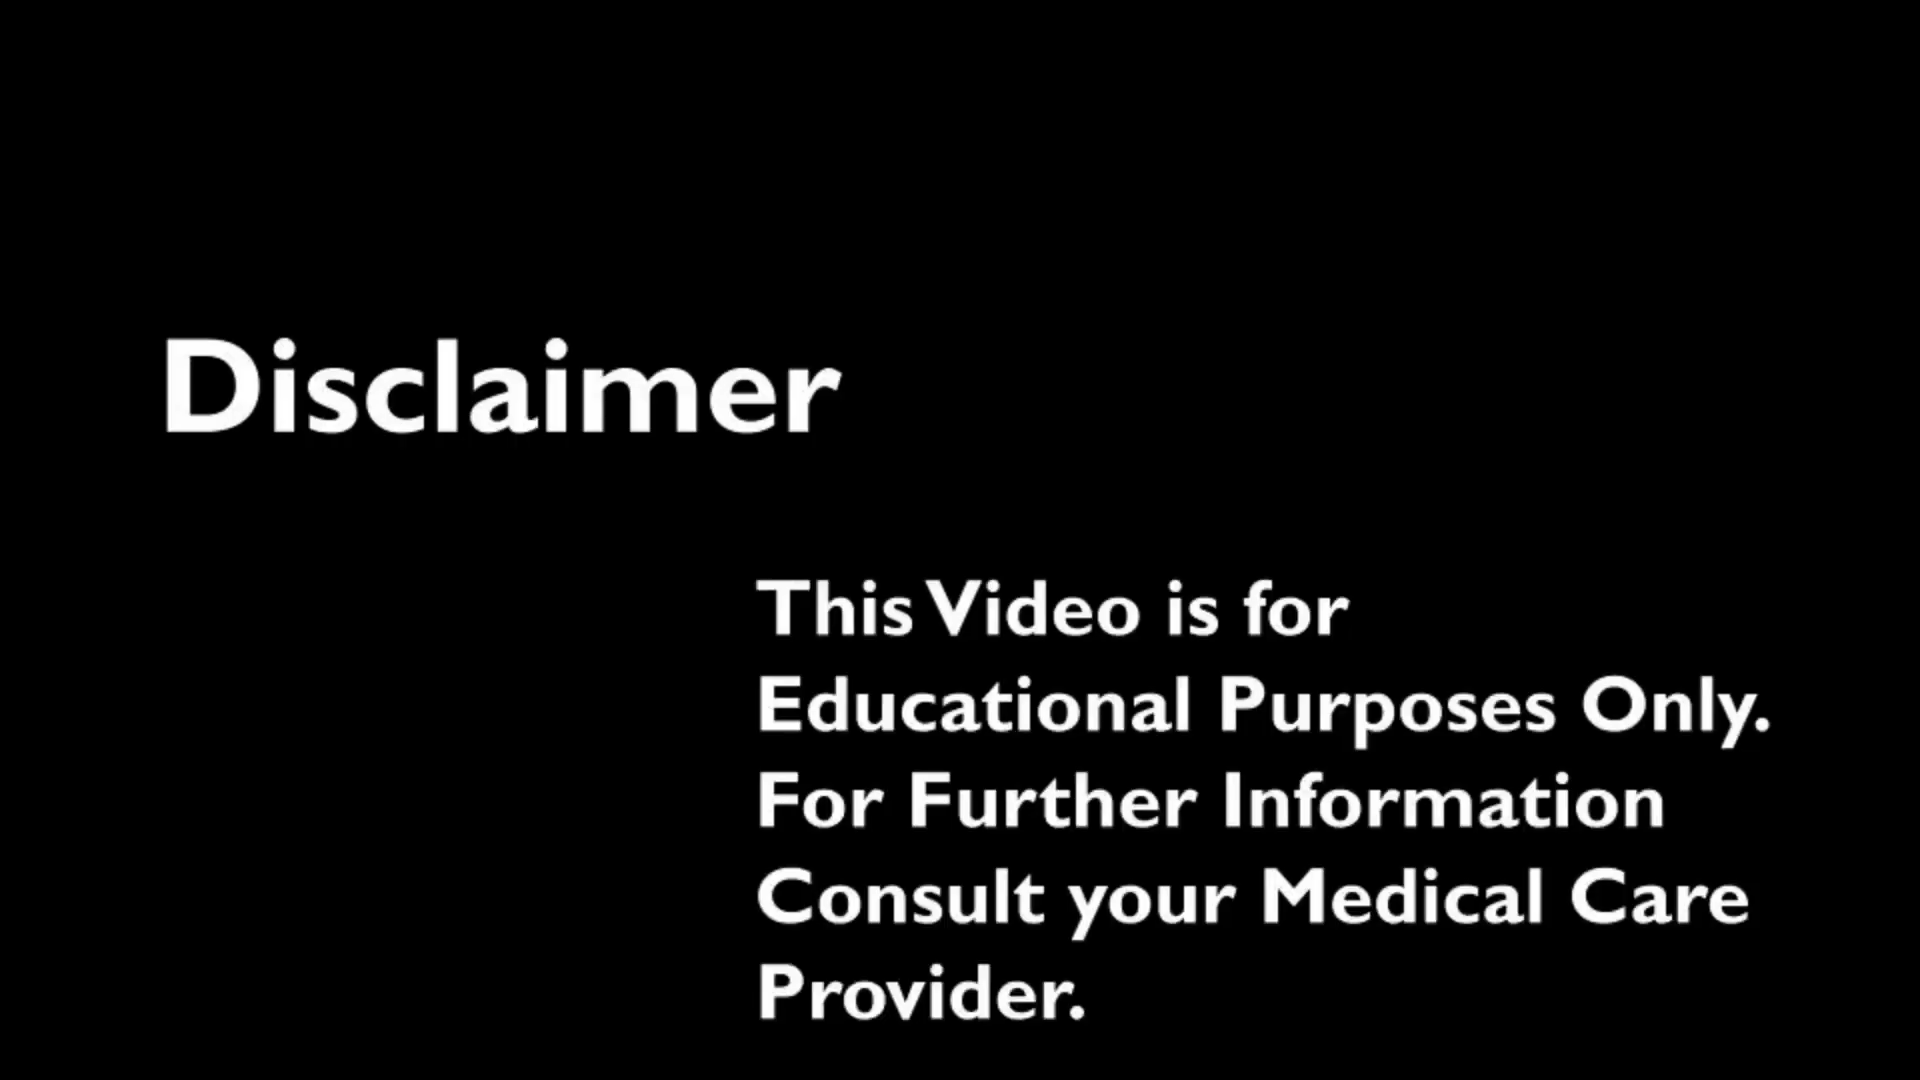 Disclaimer
This Video is for
Educational Purposes Only.
For Further Information
Consult your Medical Care
Provider.